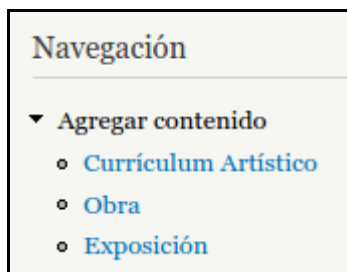 Navegación
Agregar contenido
Currículum Artístico
Obra
Exposición